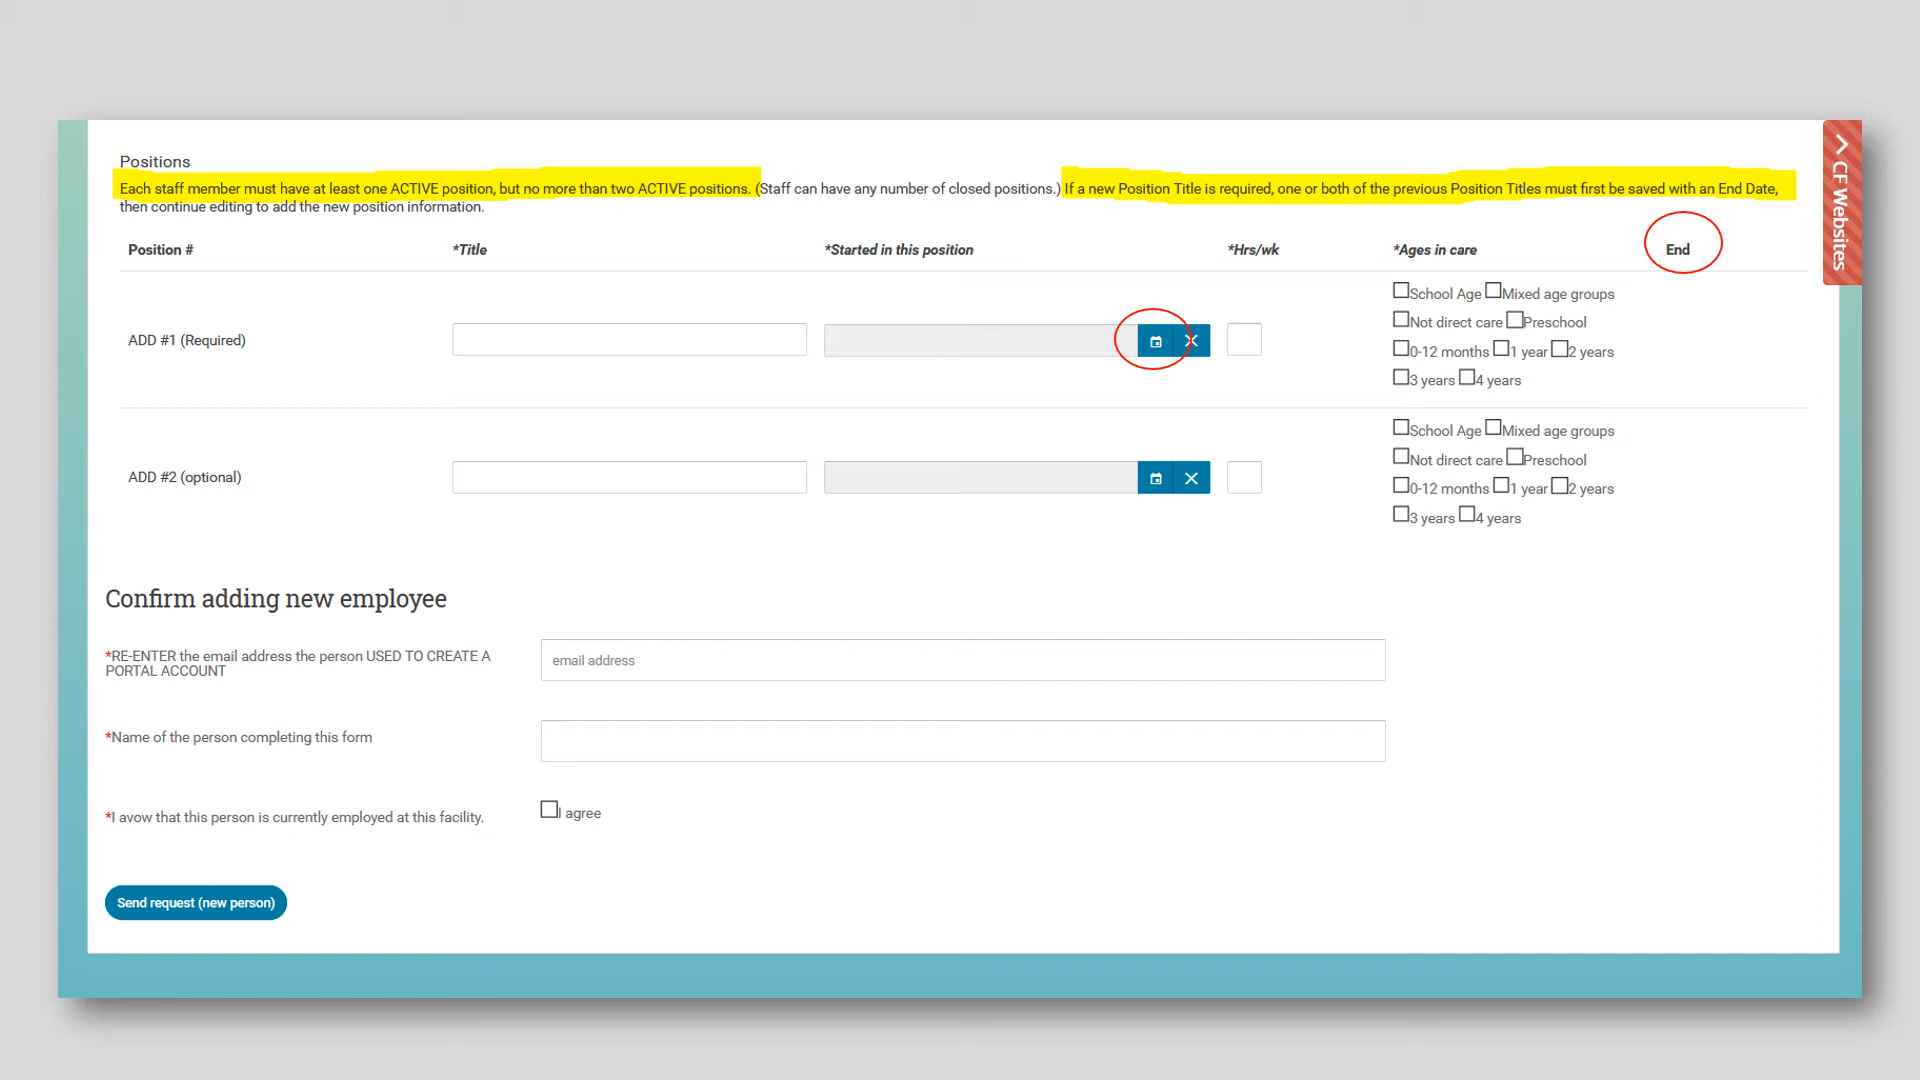 Positions
Each staff member must have at least one ACTIVE position, but no more than two ACTIVE positions. (Staff can have any number of closed positions.) If a new Position Title is required, one or both of the previous Position Titles must first be saved with an End Date,
then continue editing to add the new position information.
CF Websites
Position # *Title *Started in this position *Hrs/wk *Ages in care End
School Age Mixed age groups
Not direct care Preschool
ADD #1 (Required)
0-12 months 1 year 2 years
3 years 4 years
School Age Mixed age groups
Not direct care Preschool
ADD #2 (optional)
0-12 months 1 year 2 years
3 years 4 years
Confirm adding new employee
*RE-ENTER the email address the person USED TO CREATE A
PORTAL ACCOUNT
email address
*Name of the person completing this form
*I avow that this person is currently employed at this facility.
I agree
Send request (new person)